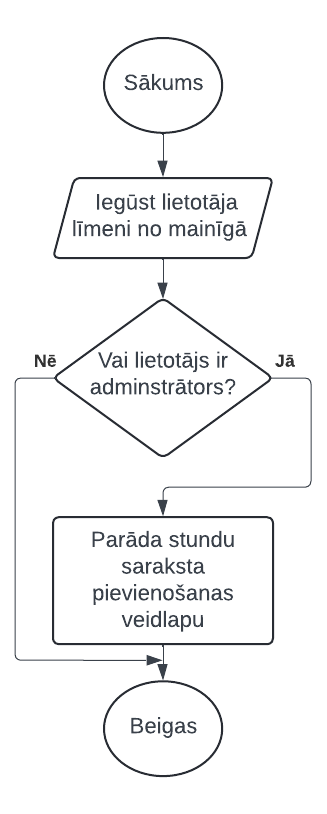 Sākums
Iegūst lietotāja
līmeni no mainīgā
Nē
Vai lietotājs ir
adminstrātors?
Jā
Parāda stundu
saraksta
pievienošanas
veidlapu
Beigas